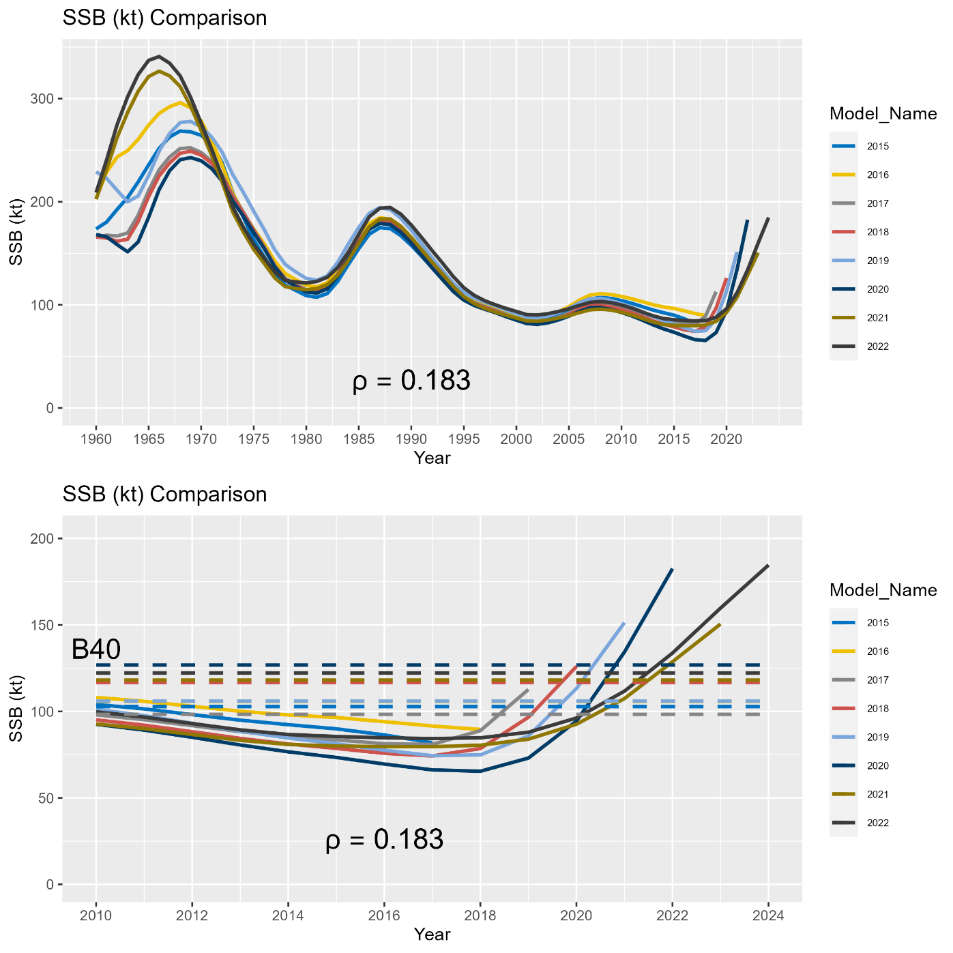 SSB (kt) Comparison
300
200
100
0
SSB (kt)
ρ = 0.183
1960 1965 1970 1975 1980 1985 1990 1995 2000 2005 2010 2015 2020
Year
Model_Name
2015
2016
2017
2018
2019
2020
2021
2022
SSB (kt) Comparison
200
150
100
50
0
SSB (kt)
B40
ρ = 0.183
2010 2012 2014 2016 2018 2020 2022 2024
Year
Model_Name
2015
2016
2017
2018
2019
2020
2021
2022